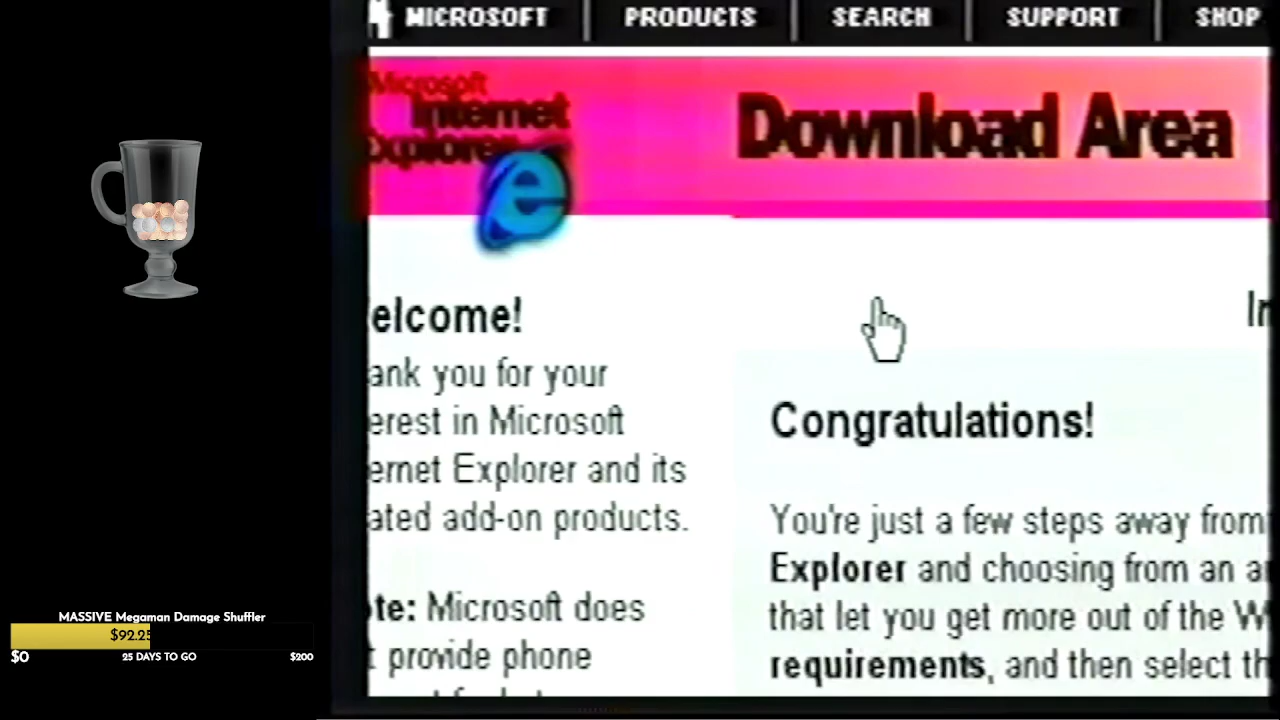 MICROSOFT
PRODUCTS
SEARCH
SUPPORT
SHOP
Microsoft
Internet
Explorer
Download Area
elcome!
ank you for your
erest in Microsoft
ernet Explorer and its
ated add-on products.
ote: Microsoft does
t provide phone
In
Congratulations!
You're just a few steps away from
Explorer and choosing from an a
that let you get more out of the W
requirements, and then select th
MASSIVE Megaman Damage Shuffler
$92.25
$0
25 DAYS TO GO
$200